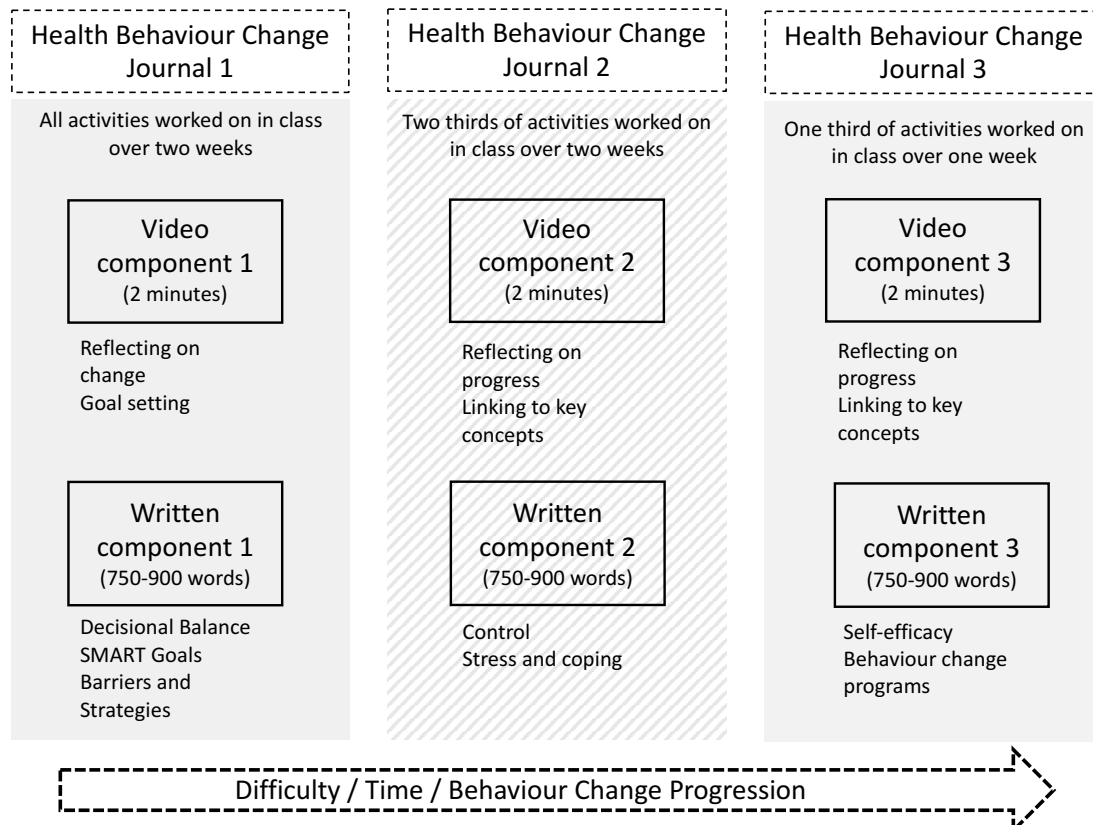 Health Behaviour Change
Journal 1
All activities worked on in class
over two weeks
Video
component 1
(2 minutes)
Reflecting on
change
Goal setting
Written
component 1
(750-900 words)
Decisional Balance
SMART Goals
Barriers and
Strategies
Health Behaviour Change
Journal 2
Two thirds of activities worked on
in class over two weeks
Video
component 2
(2 minutes)
Reflecting on
progress
Linking to key
concepts
Written
component 2
(750-900 words)
Control
Stress and coping
Health Behaviour Change
Journal 3
One third of activities worked on
in class over one week
Video
component 3
(2 minutes)
Reflecting on
progress
Linking to key
concepts
Written
component 3
(750-900 words)
Self-efficacy
Behaviour change
programs
Difficulty / Time / Behaviour Change Progression